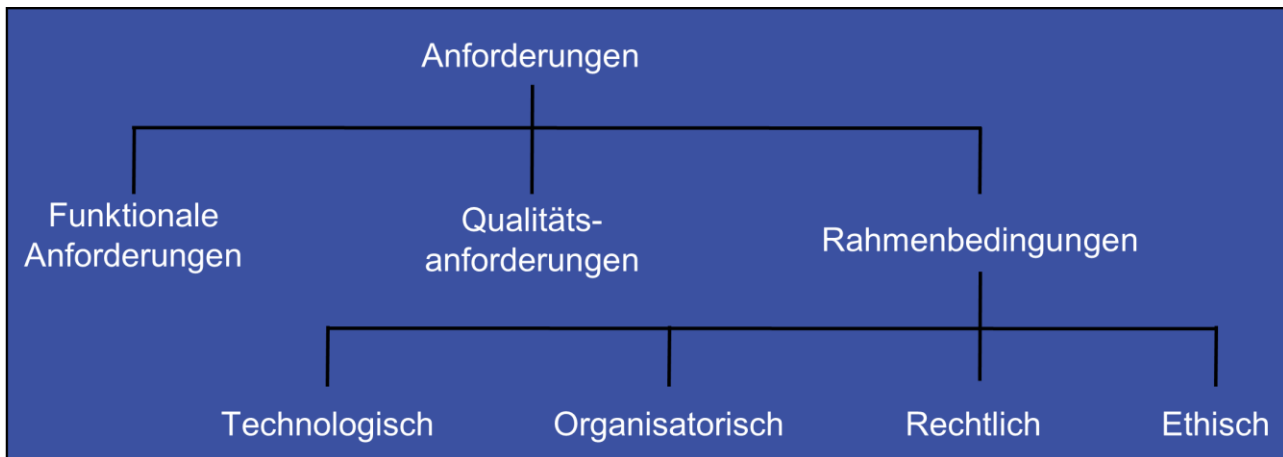 Anforderungen
Funktionale
Anforderungen
Qualitäts-
anforderungen
Rahmenbedingungen
Technologisch
Organisatorisch
Rechtlich
Ethisch